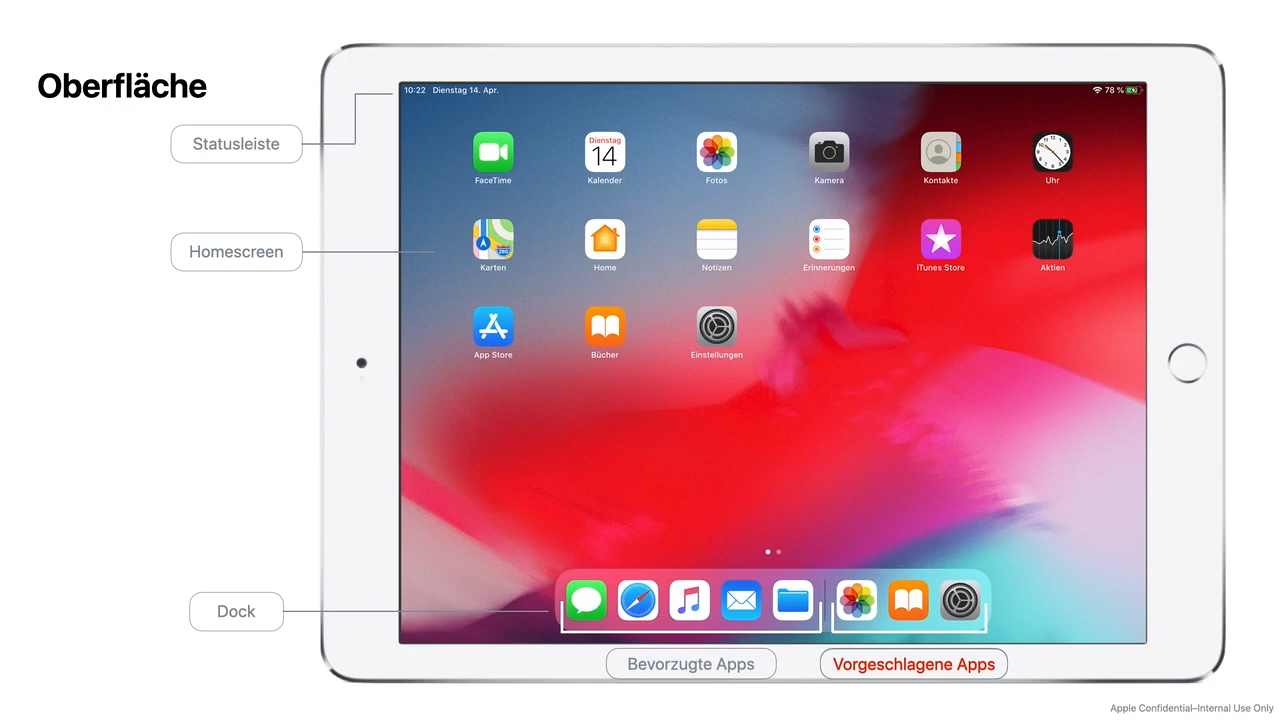 Oberfläche
10:22 Dienstag 14. Apr.
78 %
Statusleiste
Dienstag
14
FaceTime
Kalender
Fotos
Kamera
Kontakte
Uhr
Homescreen
280
Karten
Home
Notizen
Erinnerungen
iTunes Store
Aktien
App Store
Bücher
Einstellungen
Dock
Bevorzugte Apps
Vorgeschlagene Apps
Apple Confidential–Internal Use Only